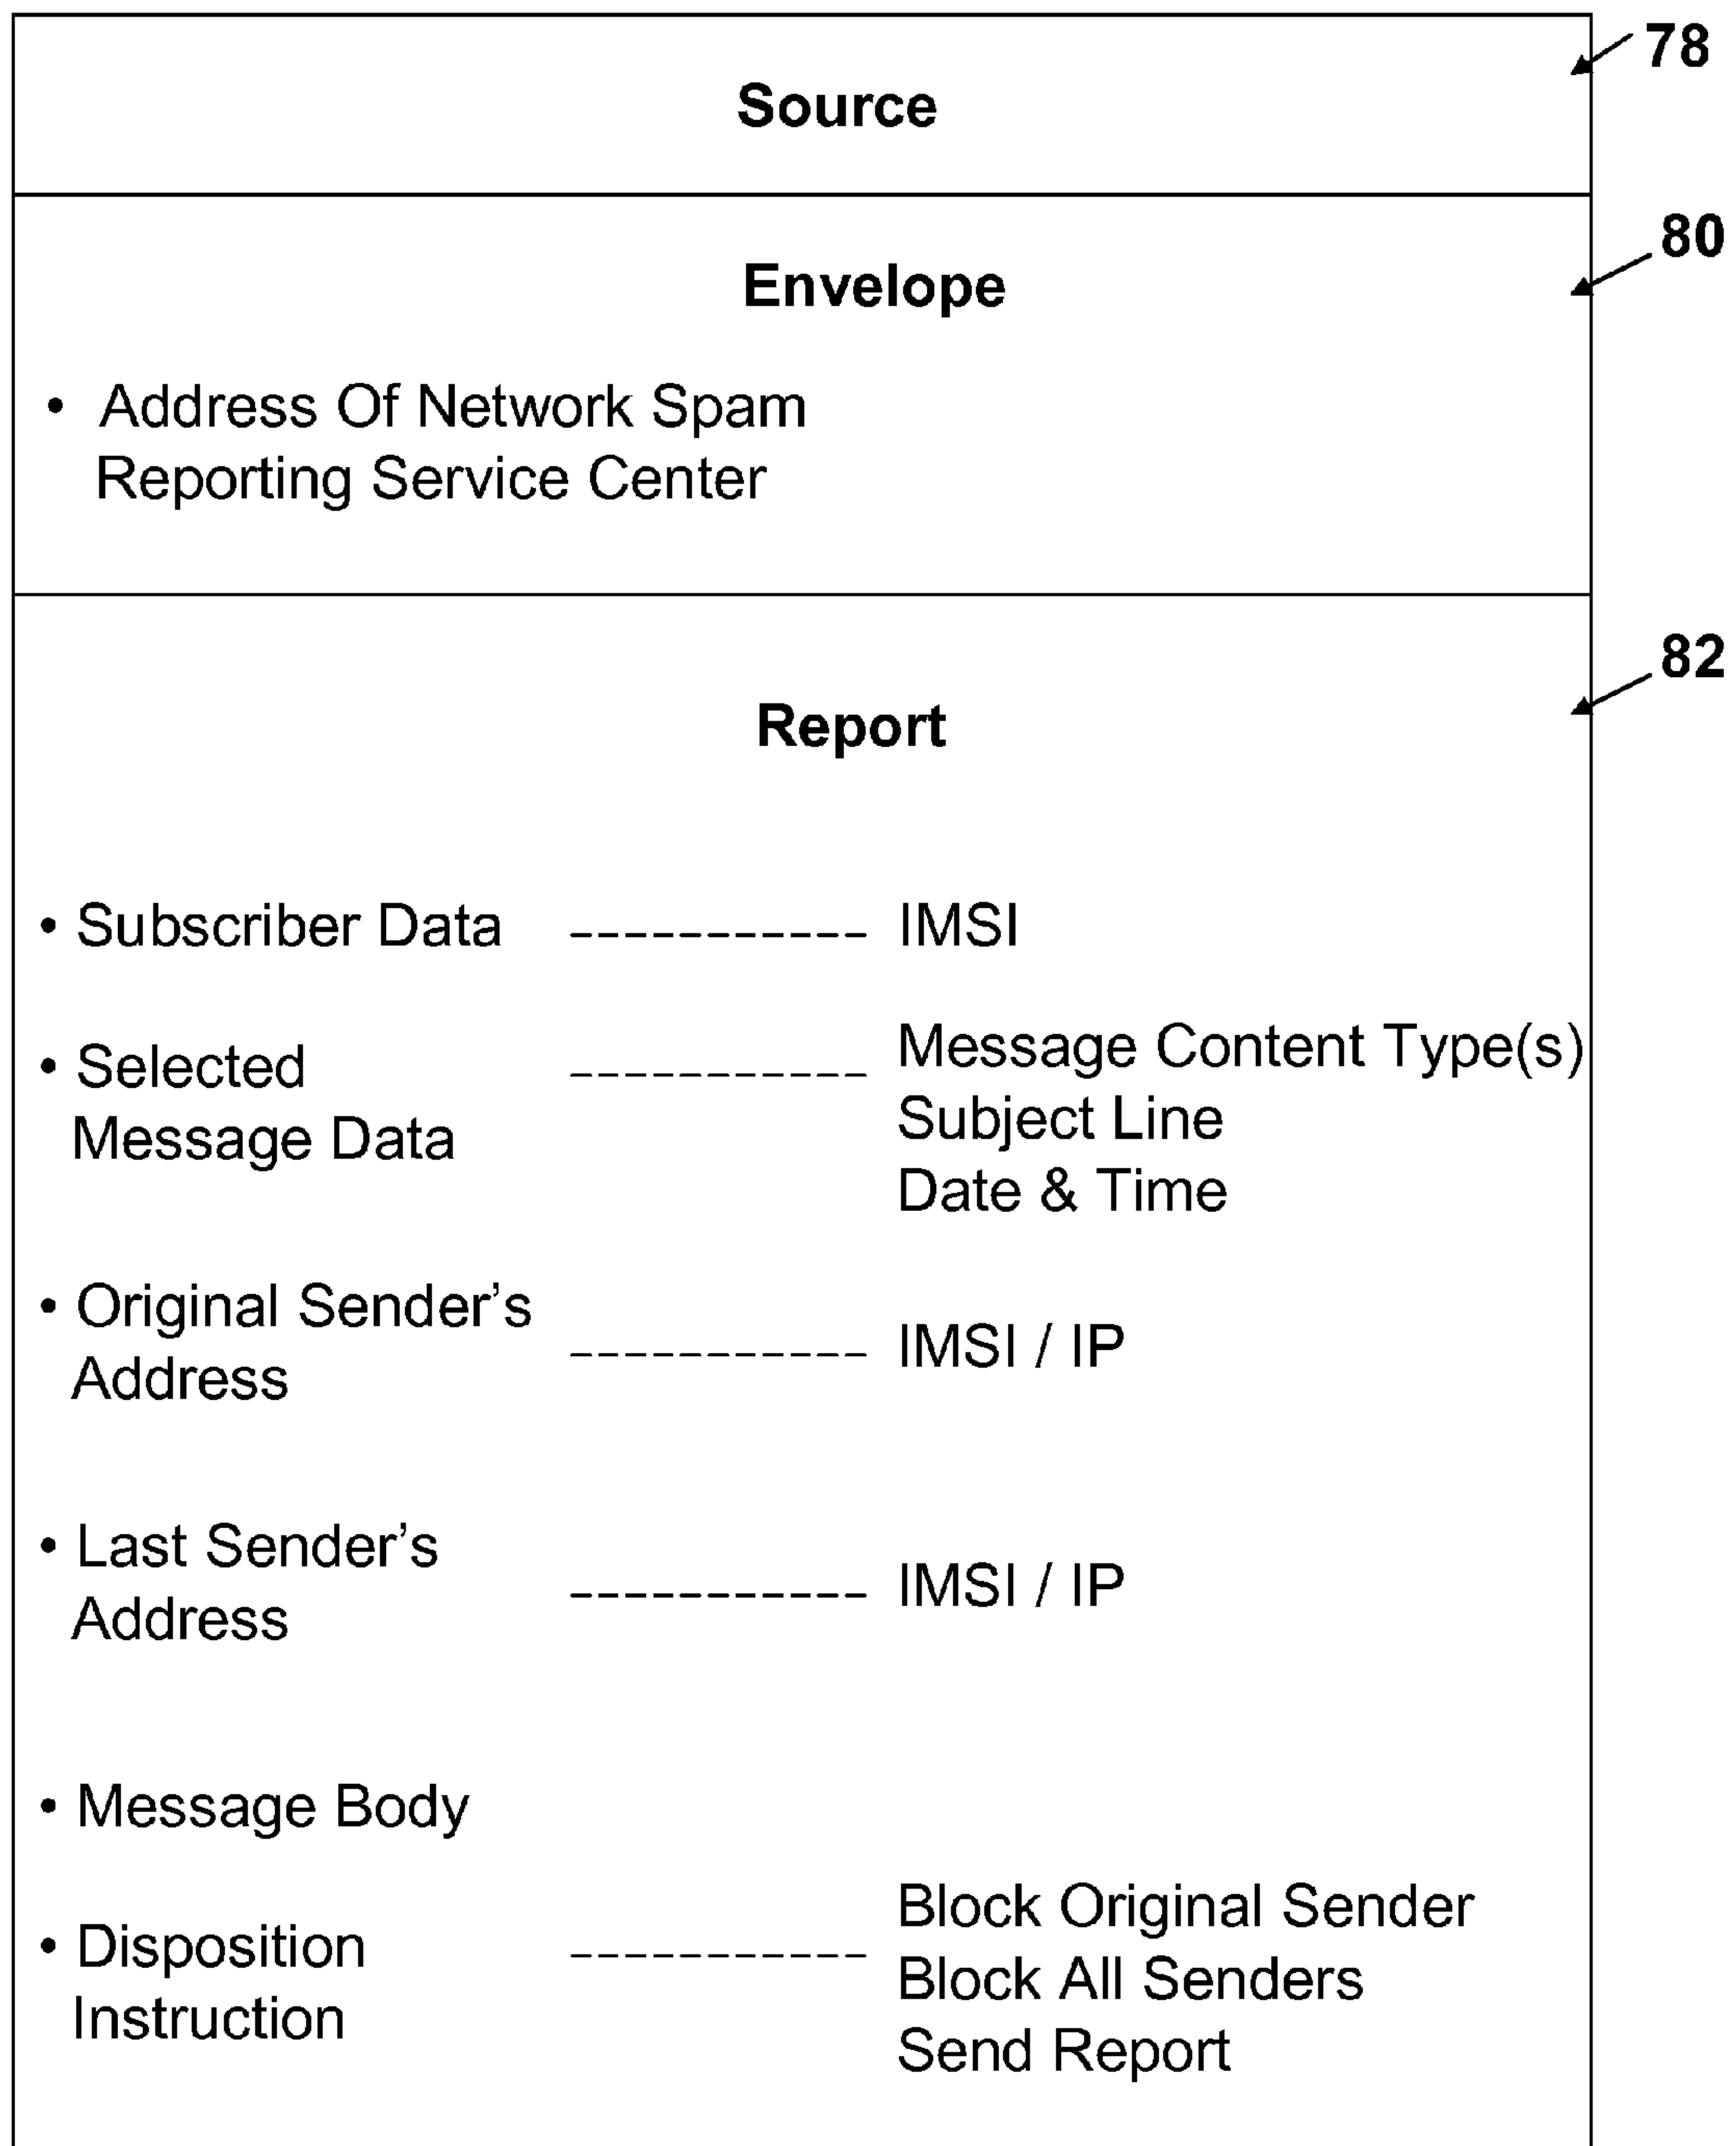 78
Source
80
Envelope
• Address Of Network Spam
Reporting Service Center
82
Report
• Subscriber Data ----------- IMSI
• Selected ----------- Message Content Type(s)
Message Data Subject Line
Date & Time
• Original Sender's
Address ----------- IMSI / IP
• Last Sender's
Address ----------- IMSI / IP
• Message Body
Block Original Sender
• Disposition ----------- Block All Senders
Instruction Send Report